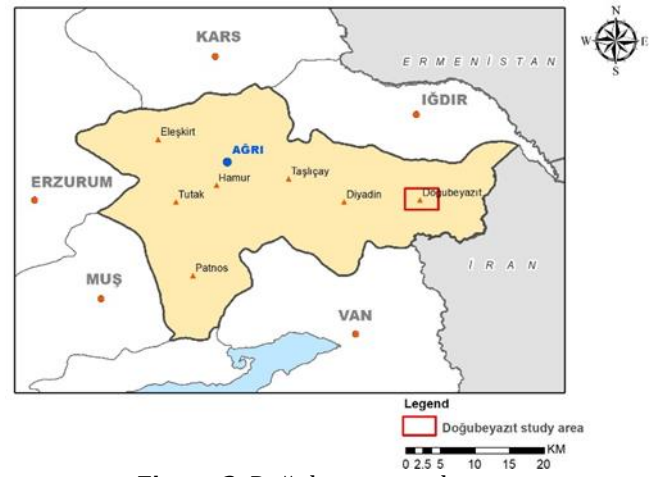 N
KARS
W
E
ERMENİSTAN
S
IĞDIR
Eleşkirt
AĞRI
ERZURUM
Hamur
Taşlıçay
Tutak
Diyadin
Doğubeyazıt
İRAN
Patnos
MUŞ
VAN
Legend
Doğubeyazıt study area
KM
0 2.5 5 10 15 20